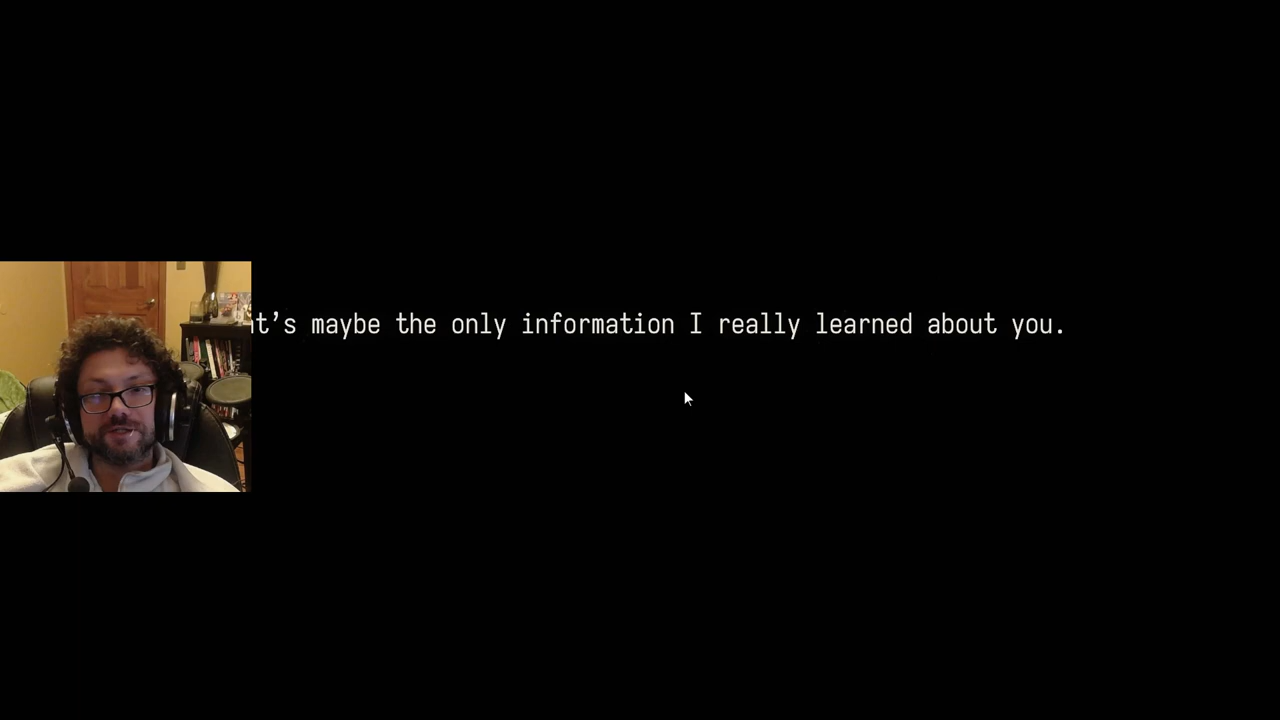 t’s maybe the only information I really learned about you.